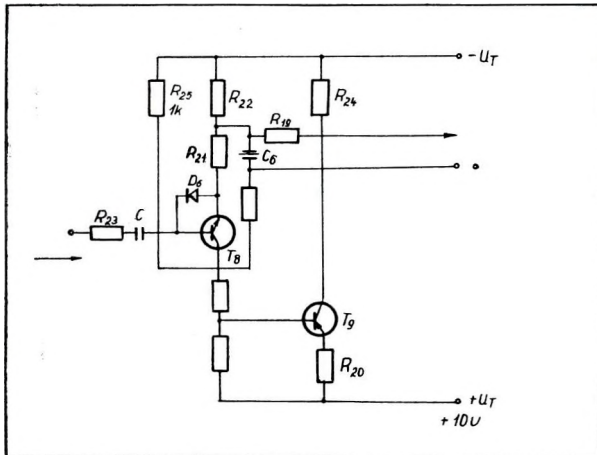 - U_T
R_25
1k
R_22
R_24
R_19
R_21
C_6
D_6
R_23
C
T_8
T_9
R_20
+U_T
+10U